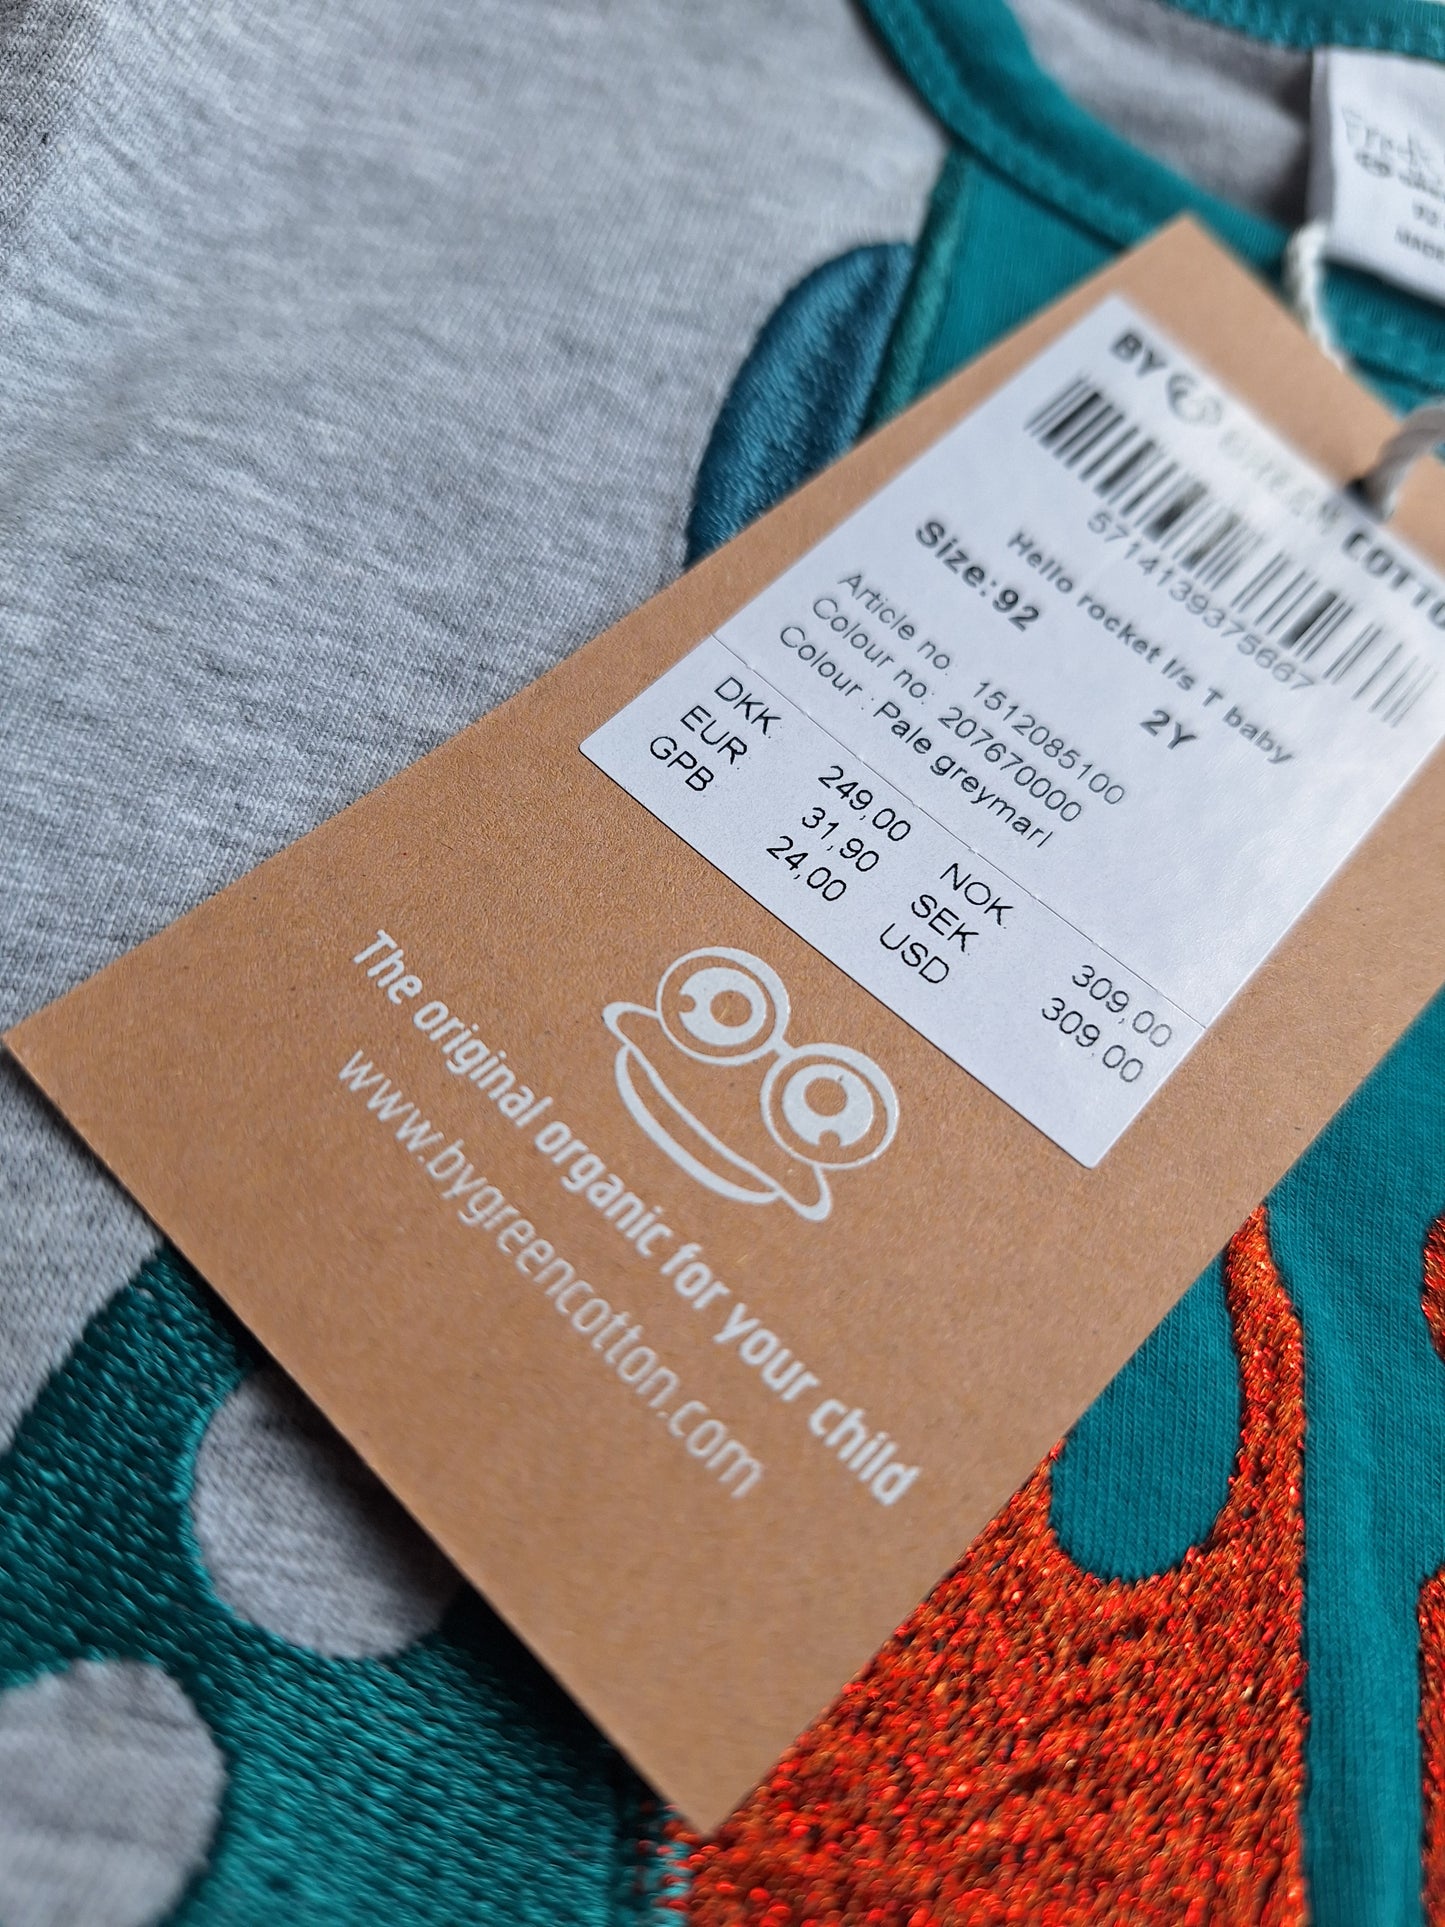 BY GREEN COTTO
5714139375667
Hello rocket l/s T baby
Size:92 2Y
Article no. 1512085100
Colour no. 207670000
Colour : Pale greymarl
DKK 249,00 NOK 309,00
EUR 31,90 SEK 309,00
GPB 24,00 USD
The original organic for your child
www.bygreencotton.com
92